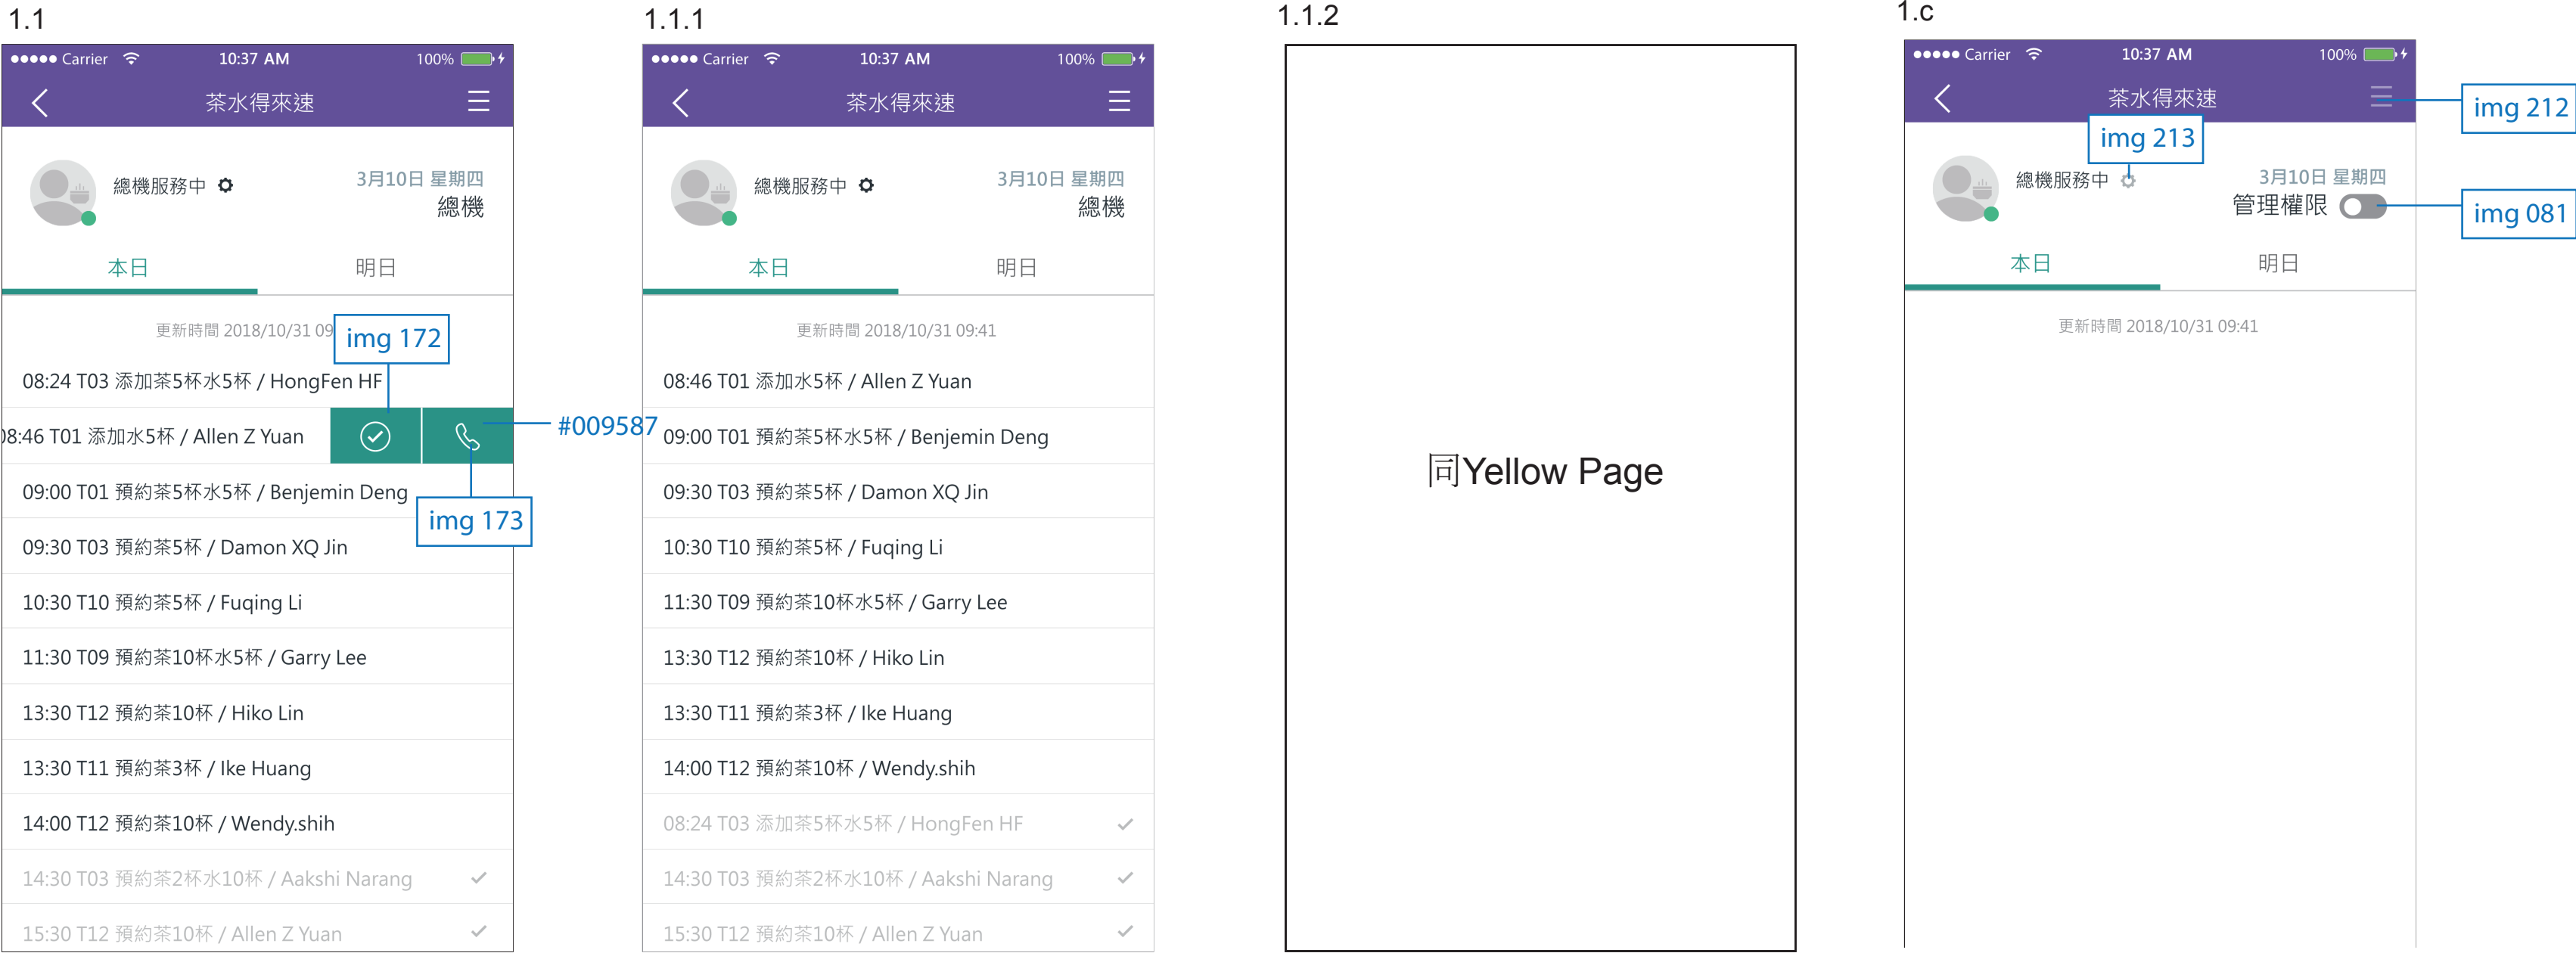 1.1
Carrier 10:37 AM 100%
茶水得來速
總機服務中
3月10日 星期四
總機
本日 明日
更新時間 2018/10/31 09
img 172
08:24 T03 添加茶5杯水5杯 / HongFen HF
08:46 T01 添加水5杯 / Allen Z Yuan
#009587
09:00 T01 預約茶5杯水5杯 / Benjemin Deng
img 173
09:30 T03 預約茶5杯 / Damon XQ Jin
10:30 T10 預約茶5杯 / Fuqing Li
11:30 T09 預約茶10杯水5杯 / Garry Lee
13:30 T12 預約茶10杯 / Hiko Lin
13:30 T11 預約茶3杯 / Ike Huang
14:00 T12 預約茶10杯 / Wendy.shih
14:30 T03 預約茶2杯水10杯 / Aakshi Narang
15:30 T12 預約茶10杯 / Allen Z Yuan
1.1.1
Carrier 10:37 AM 100%
茶水得來速
總機服務中
3月10日 星期四
總機
本日 明日
更新時間 2018/10/31 09:41
08:46 T01 添加水5杯 / Allen Z Yuan
09:00 T01 預約茶5杯水5杯 / Benjemin Deng
09:30 T03 預約茶5杯 / Damon XQ Jin
10:30 T10 預約茶5杯 / Fuqing Li
11:30 T09 預約茶10杯水5杯 / Garry Lee
13:30 T12 預約茶10杯 / Hiko Lin
13:30 T11 預約茶3杯 / Ike Huang
14:00 T12 預約茶10杯 / Wendy.shih
08:24 T03 添加茶5杯水5杯 / HongFen HF
14:30 T03 預約茶2杯水10杯 / Aakshi Narang
15:30 T12 預約茶10杯 / Allen Z Yuan
1.1.2
同Yellow Page
1.c
Carrier 10:37 AM 100%
茶水得來速
img 212
img 213
總機服務中
3月10日 星期四
管理權限
img 081
本日 明日
更新時間 2018/10/31 09:41